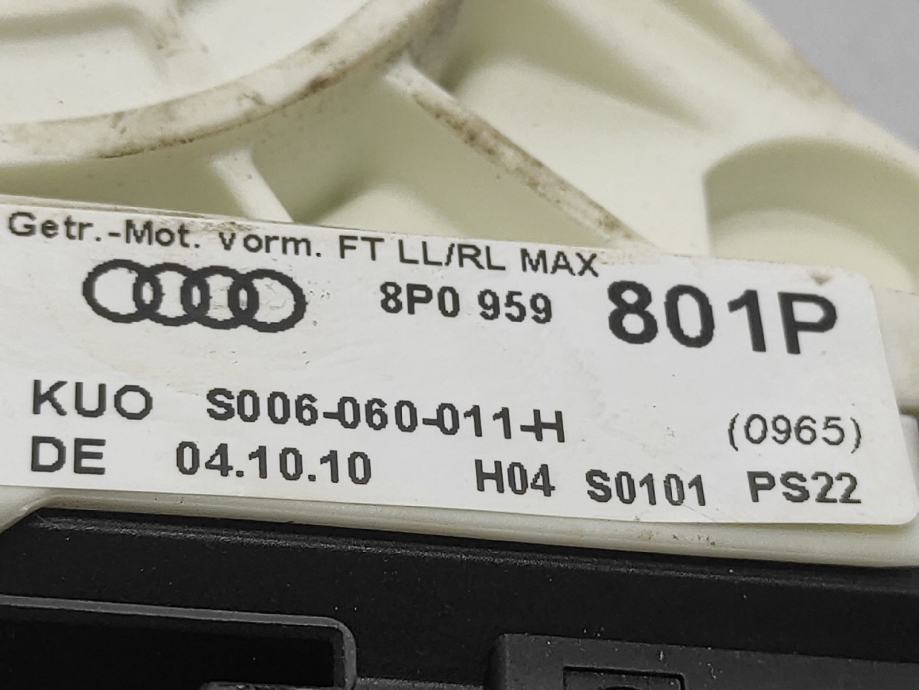 Getr.-Mot. vorm. FT LL/RL MAX
8P0 959 801P
KUO S006-060-011-H (0965)
DE 04.10.10 H04 S0101 PS22